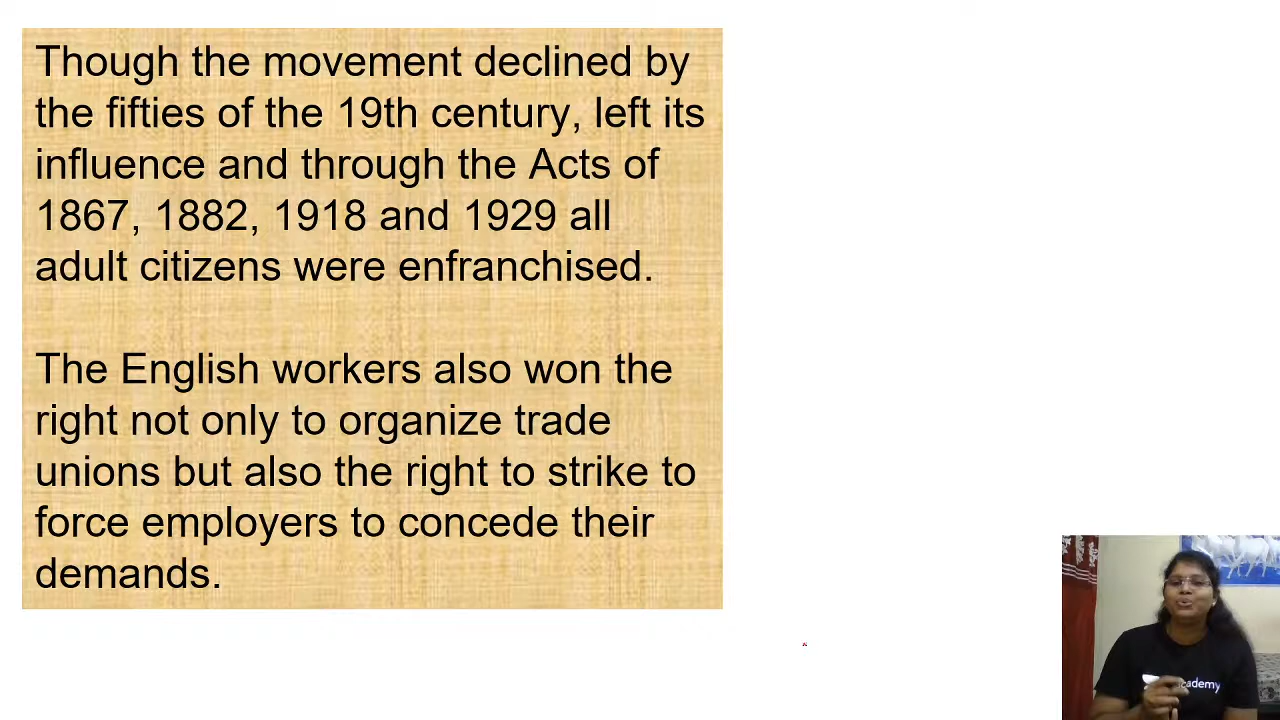 Though the movement declined by
the fifties of the 19th century, left its
influence and through the Acts of
1867, 1882, 1918 and 1929 all
adult citizens were enfranchised.
The English workers also won the
right not only to organize trade
unions but also the right to strike to
force employers to concede their
demands.